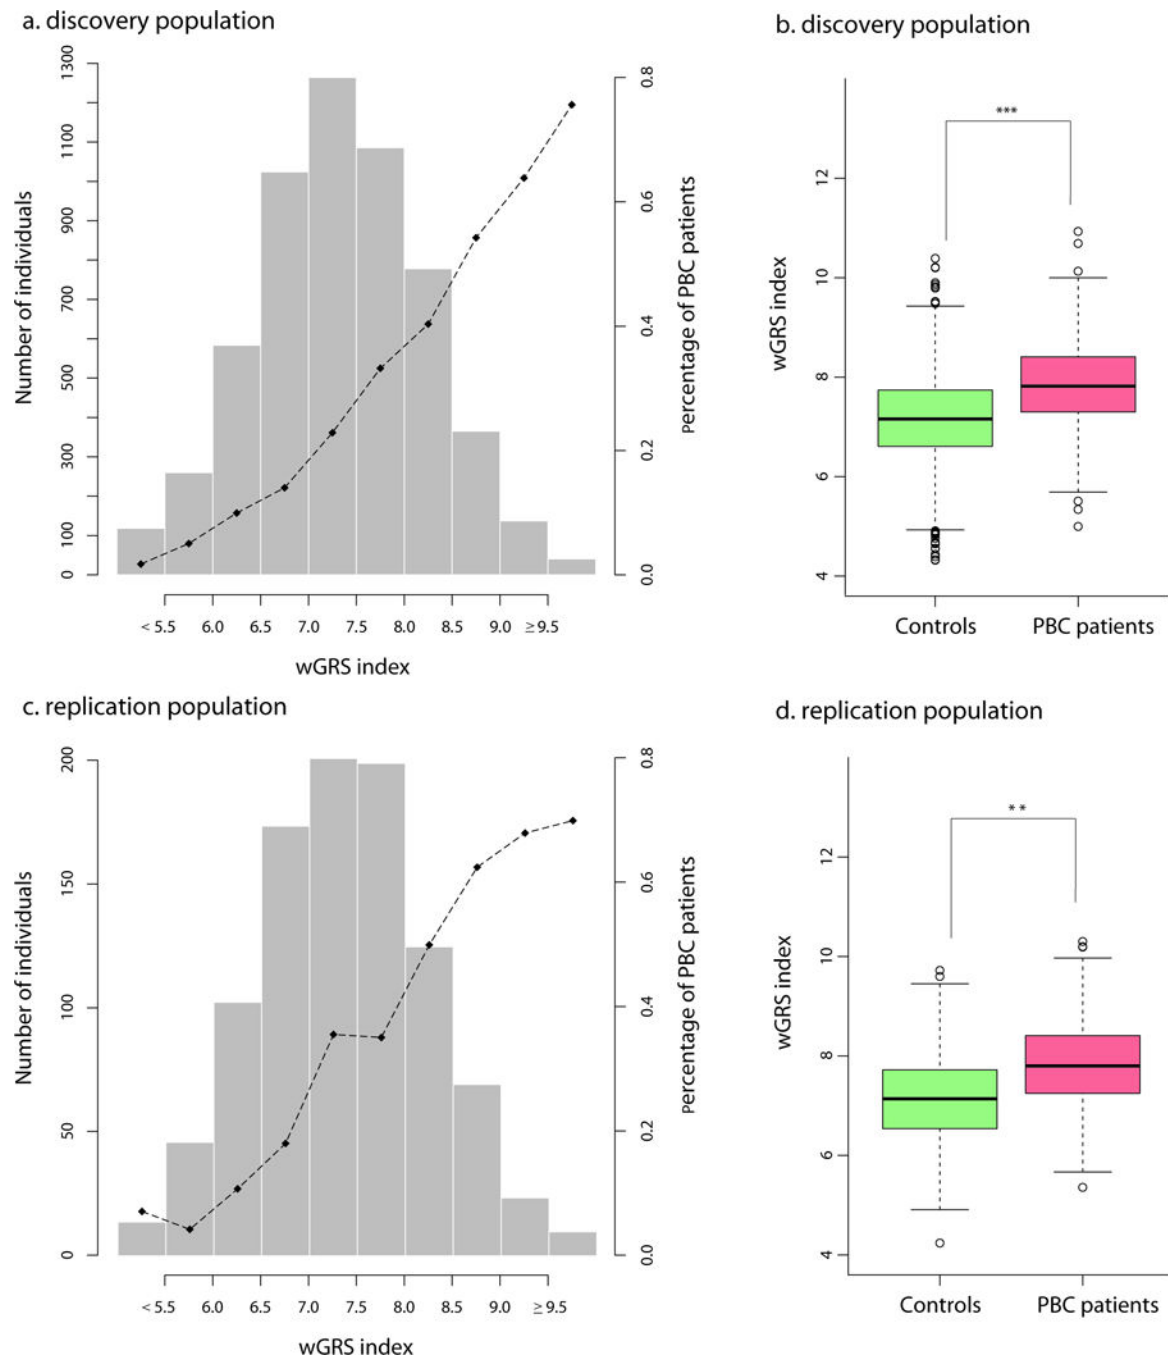 a. discovery population
Number of individuals
0 100 300 500 700 900 1100 1300
Percentage of PBC patients
0.0 0.2 0.4 0.6 0.8
< 5.5 6.0 6.5 7.0 7.5 8.0 8.5 9.0 ≥ 9.5
wGRS index
b. discovery population
***
wGRS index
4 6 8 10 12
Controls PBC patients
c. replication population
Number of individuals
0 50 100 150 200
Percentage of PBC patients
0.0 0.2 0.4 0.6 0.8
< 5.5 6.0 6.5 7.0 7.5 8.0 8.5 9.0 ≥ 9.5
wGRS index
d. replication population
**
wGRS index
4 6 8 10 12
Controls PBC patients